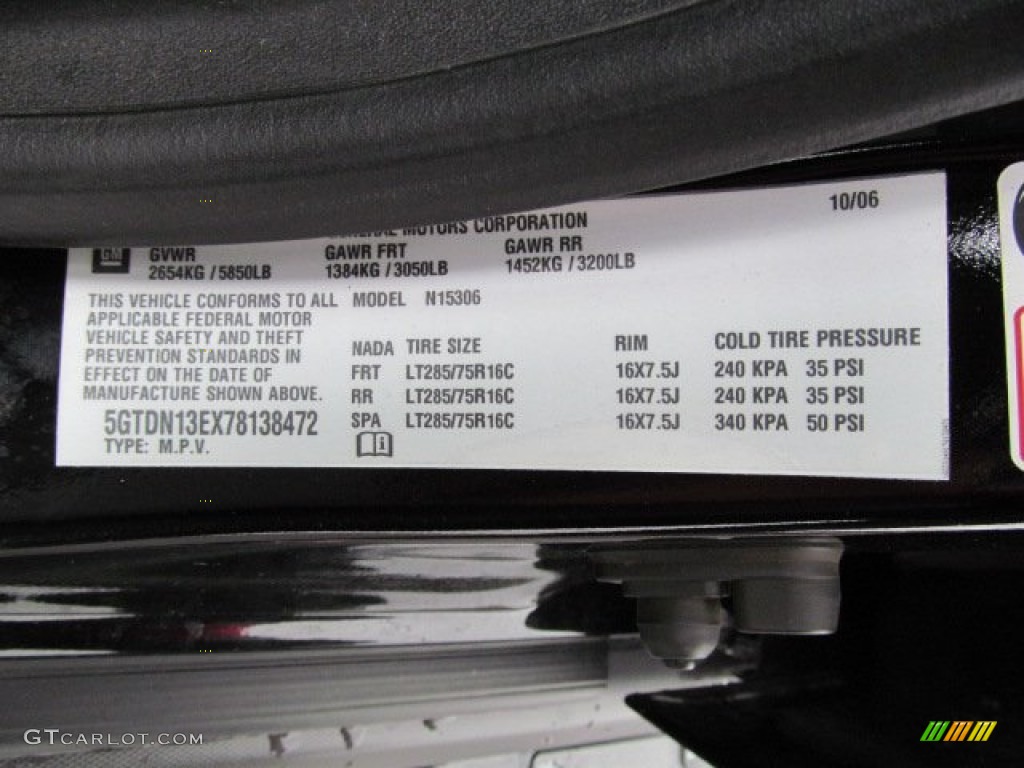 10/06
MOTORS CORPORATION
GM GVWR GAWR FRT GAWR RR
2654KG / 5850LB 1384KG / 3050LB 1452KG / 3200LB
THIS VEHICLE CONFORMS TO ALL
APPLICABLE FEDERAL MOTOR
VEHICLE SAFETY AND THEFT
PREVENTION STANDARDS IN
EFFECT ON THE DATE OF
MANUFACTURE SHOWN ABOVE.
5GTDN13EX78138472
TYPE: M.P.V.
MODEL N15306
NADA TIRE SIZE RIM COLD TIRE PRESSURE
FRT LT285/75R16C 16X7.5J 240 KPA 35 PSI
RR LT285/75R16C 16X7.5J 240 KPA 35 PSI
SPA LT285/75R16C 16X7.5J 340 KPA 50 PSI
GTCARLOT.COM